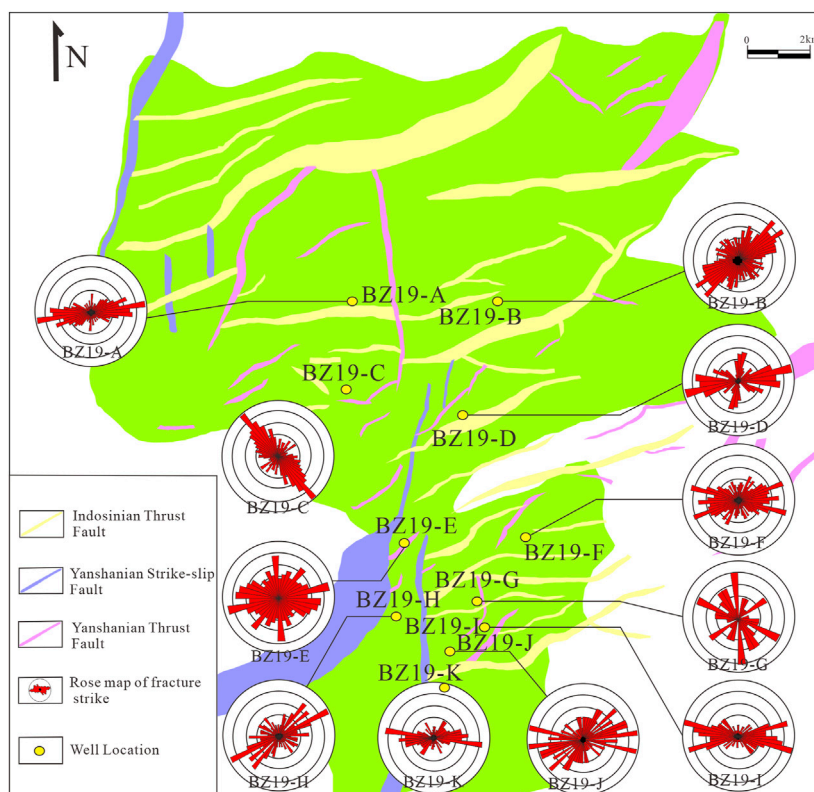 N
0 2km
BZ19-A
BZ19-B
BZ19-B
BZ19-A
BZ19-C
BZ19-D
BZ19-D
BZ19-C
BZ19-E
BZ19-F
BZ19-F
BZ19-G
BZ19-H
BZ19-I
BZ19-J
BZ19-E
BZ19-G
BZ19-K
BZ19-H
BZ19-K
BZ19-J
BZ19-I
Indosinian Thrust
Fault
Yanshanian Strike-slip
Fault
Yanshanian Thrust
Fault
Rose map of fracture
strike
Well Location